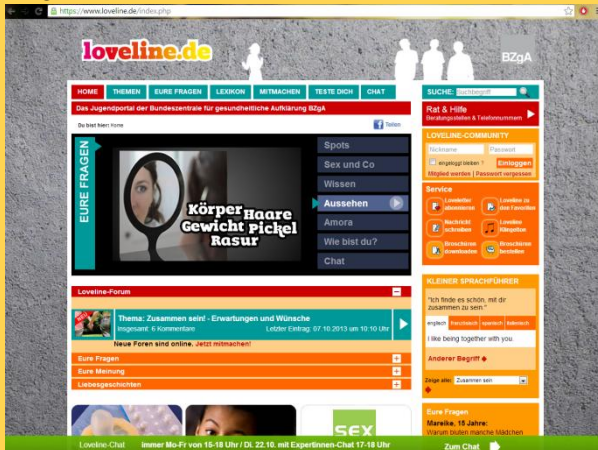 https://www.loveline.de/index.php
loveline.de
BZgA
HOME THEMEN EURE FRAGEN LEXIKON MITMACHEN TESTE DICH CHAT
SUCHE: Suchbegriff
Das Jugendportal der Bundeszentrale für gesundheitliche Aufklärung BZgA
Du bist hier: Home
Teilen
Rat & Hilfe
Beratungsstellen & Telefonnummern
EURE FRAGEN
Körper Haare
Gewicht Pickel
Rasur
Spots
Sex und Co
Wissen
Aussehen
Amora
Wie bist du?
Chat
LOVELINE-COMMUNITY
Nickname Passwort
eingeloggt bleiben ? Einloggen
Mitglied werden | Passwort vergessen
Service
Loveletter abonnieren
Loveline zu den Favoriten
Nachricht schreiben
Loveline Klingeltöne
Broschüren downloaden
Broschüren bestellen
Loveline-Forum
Thema: Zusammen sein! - Erwartungen und Wünsche
Insgesamt: 6 Kommentare Letzter Eintrag: 07.10.2013 um 10:10 Uhr
Neue Foren sind online. Jetzt mitmachen!
Eure Fragen
Eure Meinung
Liebesgeschichten
KLEINER SPRACHFÜHRER
"Ich finde es schön, mit dir
zusammen zu sein."
englisch französisch spanisch italienisch
I like being together with you.
Anderer Begriff
Zeige alle: Zusammen sein
SEX
Eure Fragen
Mareike, 15 Jahre:
Warum bluten manche Mädchen
Loveline-Chat Immer Mo-Fr von 15-18 Uhr / Di. 22.10. mit Expertinnen-Chat 17-18 Uhr Zum Chat